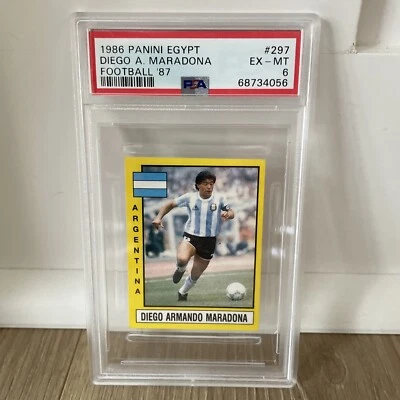 1986 PANINI EGYPT #297
DIEGO A. MARADONA EX-MT
FOOTBALL '87 6
PSA 68734056
ARGENTINA
DIEGO ARMANDO MARADONA